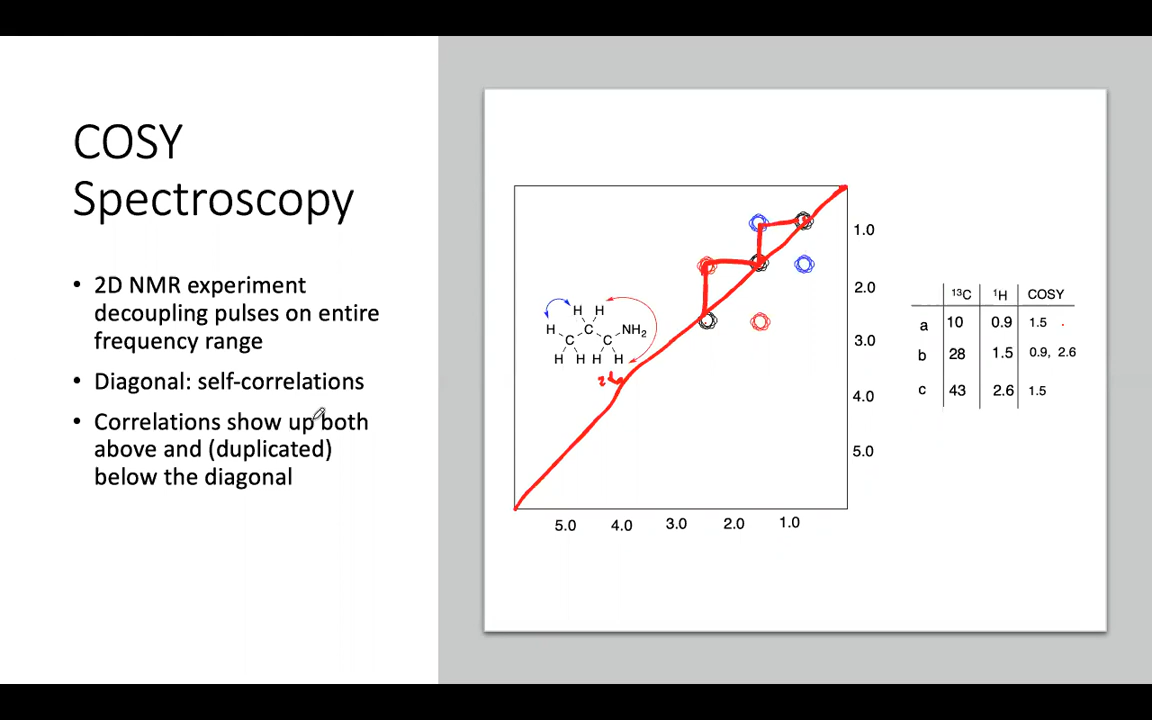 COSY
Spectroscopy
• 2D NMR experiment
decoupling pulses on entire
frequency range
• Diagonal: self-correlations
• Correlations show up both
above and (duplicated)
below the diagonal
1.0
2.0
3.0
4.0
5.0
5.0 4.0 3.0 2.0 1.0
H H
H C NH2
C C
H H H H
13C 1H COSY
a 10 0.9 1.5
b 28 1.5 0.9, 2.6
c 43 2.6 1.5